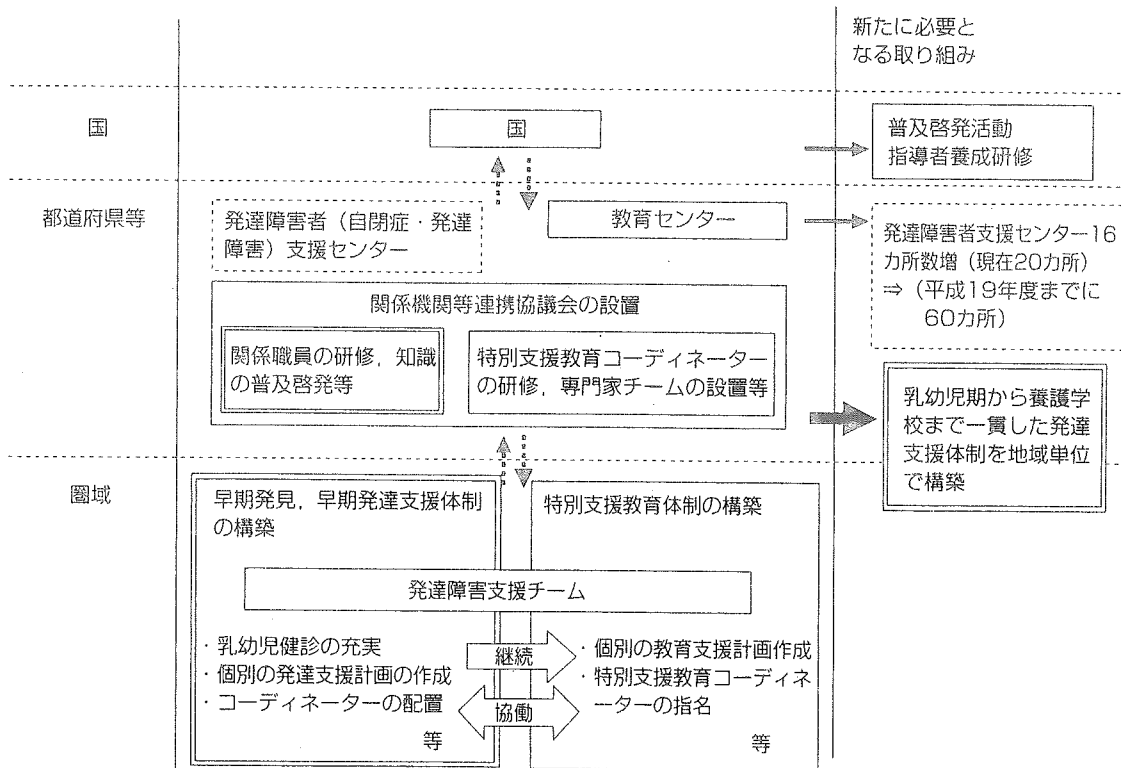 新たに必要と
なる取り組み
国
国
普及啓発活動
指導者養成研修
都道府県等
発達障害者（自閉症・発達
障害）支援センター
教育センター
発達障害者支援センター16
カ所数増（現在20カ所）
⇒（平成19年度までに
60カ所）
関係機関等連携協議会の設置
関係職員の研修，知識
の普及啓発等
特別支援教育コーディネーター
の研修，専門家チームの設置等
乳幼児期から養護学
校まで一貫した発達
支援体制を地域単位
で構築
圏域
早期発見，早期発達支援体制
の構築
特別支援教育体制の構築
発達障害支援チーム
・乳幼児健診の充実
・個別の発達支援計画の作成
・コーディネーターの配置
等
継続
協働
・個別の教育支援計画作成
・特別支援教育コーディネ
ーターの指名
等